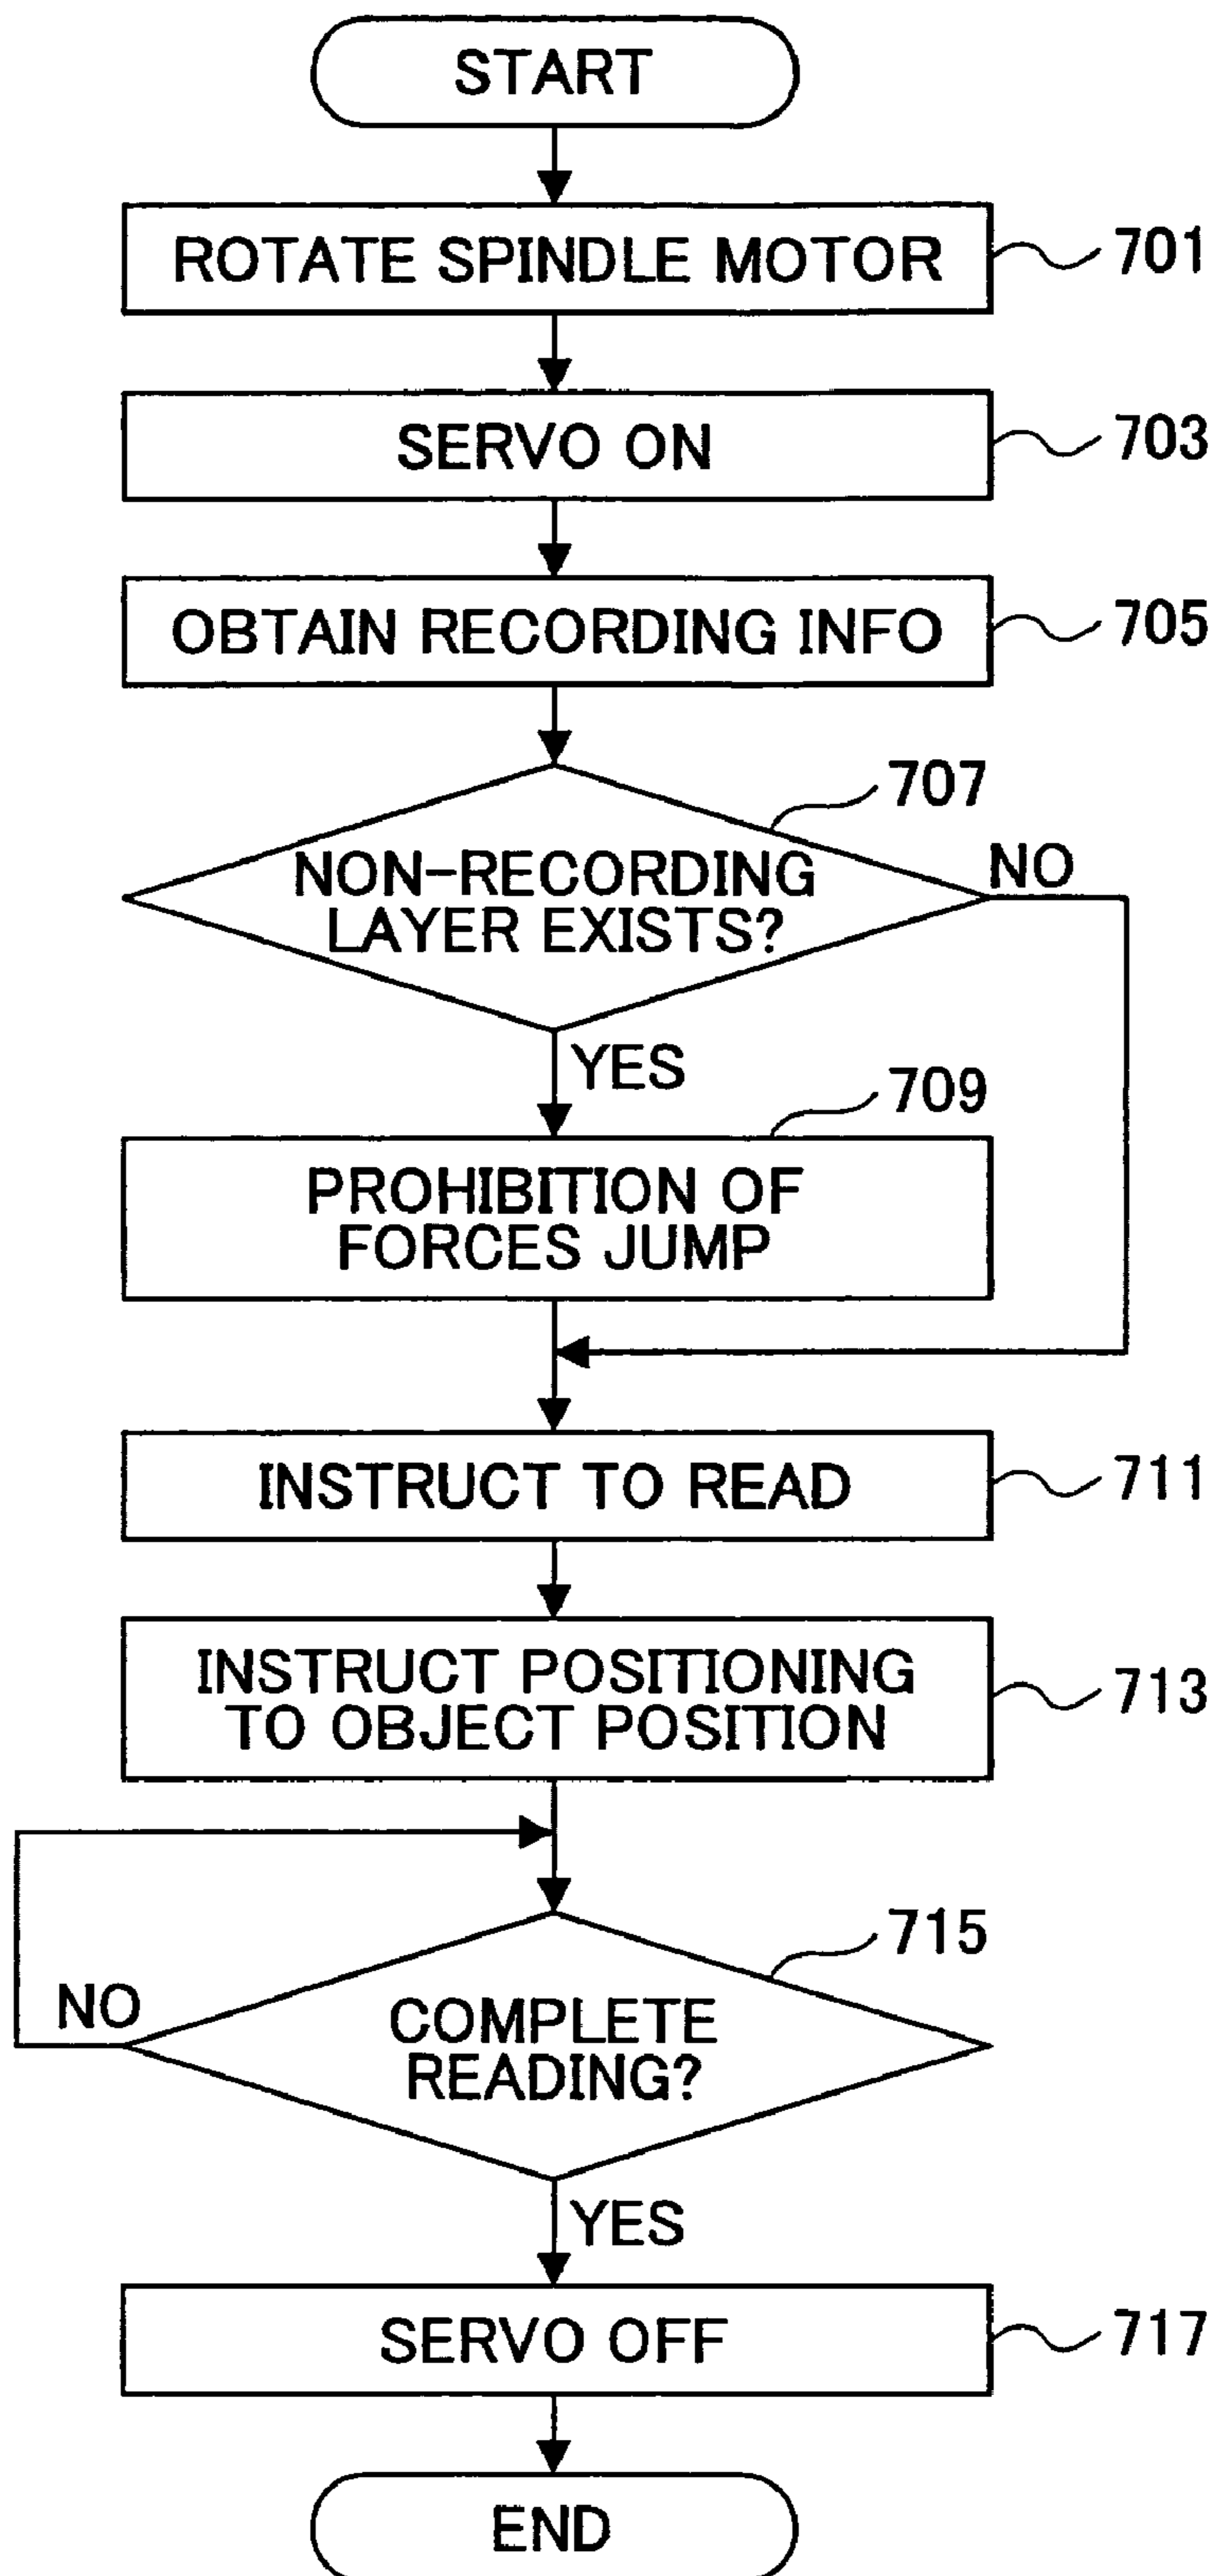 START
ROTATE SPINDLE MOTOR
701
SERVO ON
703
OBTAIN RECORDING INFO
705
707
NON-RECORDING
LAYER EXISTS?
NO
YES
709
PROHIBITION OF
FORCES JUMP
INSTRUCT TO READ
711
INSTRUCT POSITIONING
TO OBJECT POSITION
713
715
NO
COMPLETE
READING?
YES
SERVO OFF
717
END